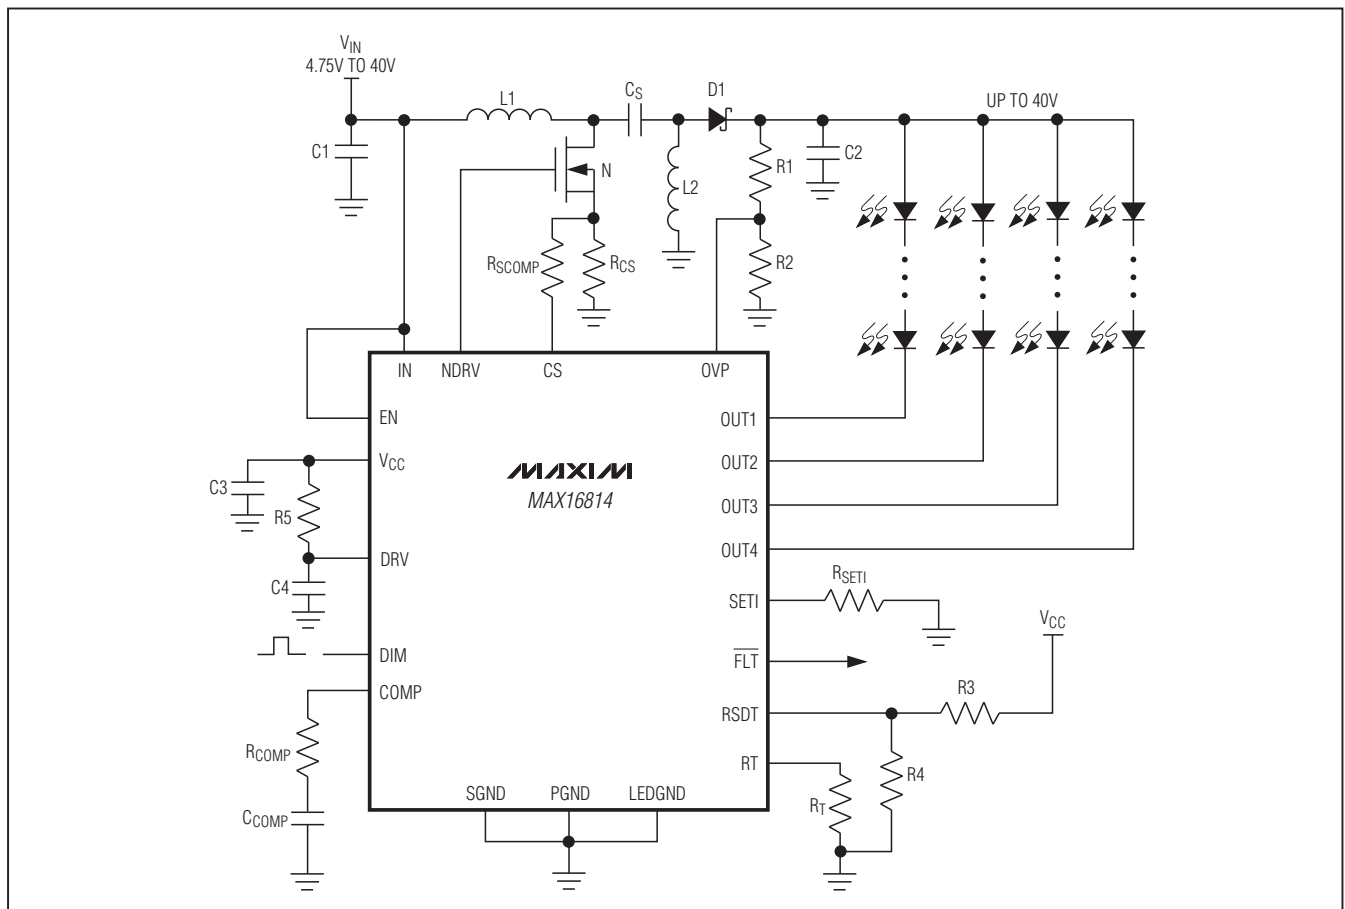 VIN
4.75V TO 40V
L1
CS
D1
UP TO 40V
C1
N
L2
R1
C2
RSCOMP
RCS
R2
IN
NDRV
CS
OVP
EN
OUT1
VCC
OUT2
MAXIM
MAX16814
C3
R5
OUT3
DRV
OUT4
C4
SETI
RSETI
DIM
FLT
VCC
COMP
RSDT
R3
RCOMP
RT
R4
CCOMP
SGND
PGND
LEDGND
RT